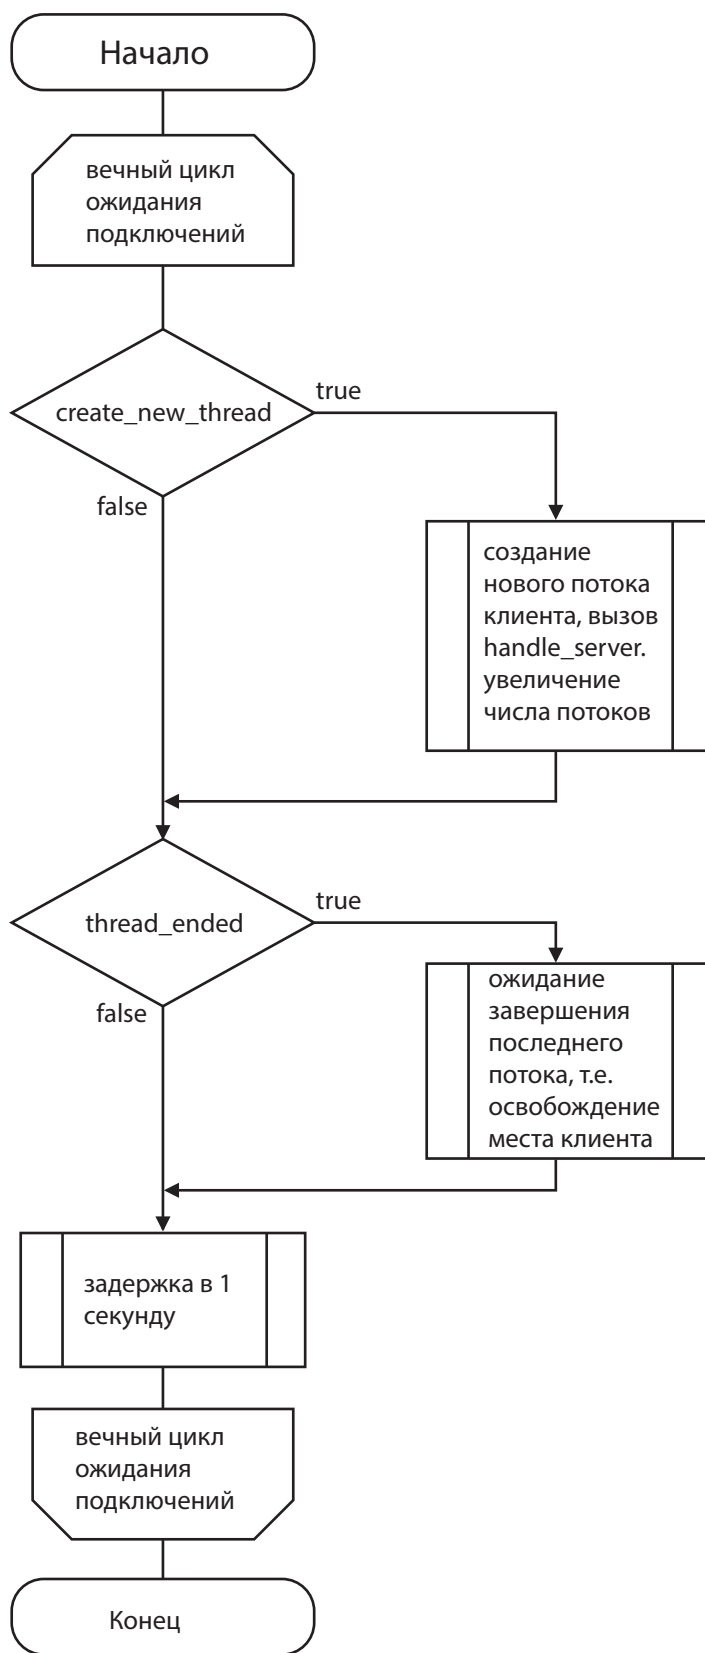 Начало
вечный цикл
ожидания
подключений
create_new_thread
true
false
создание
нового потока
клиента, вызов
handle_server.
увеличение
числа потоков
thread_ended
true
false
ожидание
завершения
последнего
потока, т.е.
освобождение
места клиента
задержка в 1
секунду
вечный цикл
ожидания
подключений
Конец